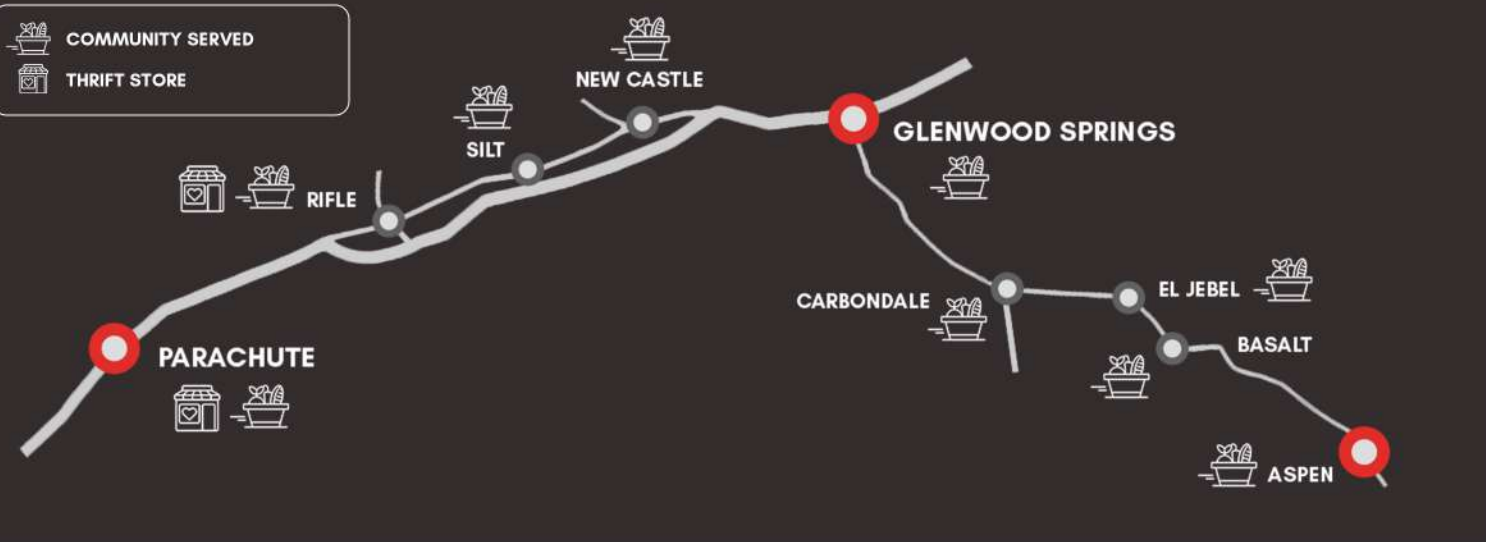 COMMUNITY SERVED
THRIFT STORE
NEW CASTLE
SILT
GLENWOOD SPRINGS
RIFLE
EL JEBEL
CARBONDALE
BASALT
PARACHUTE
ASPEN